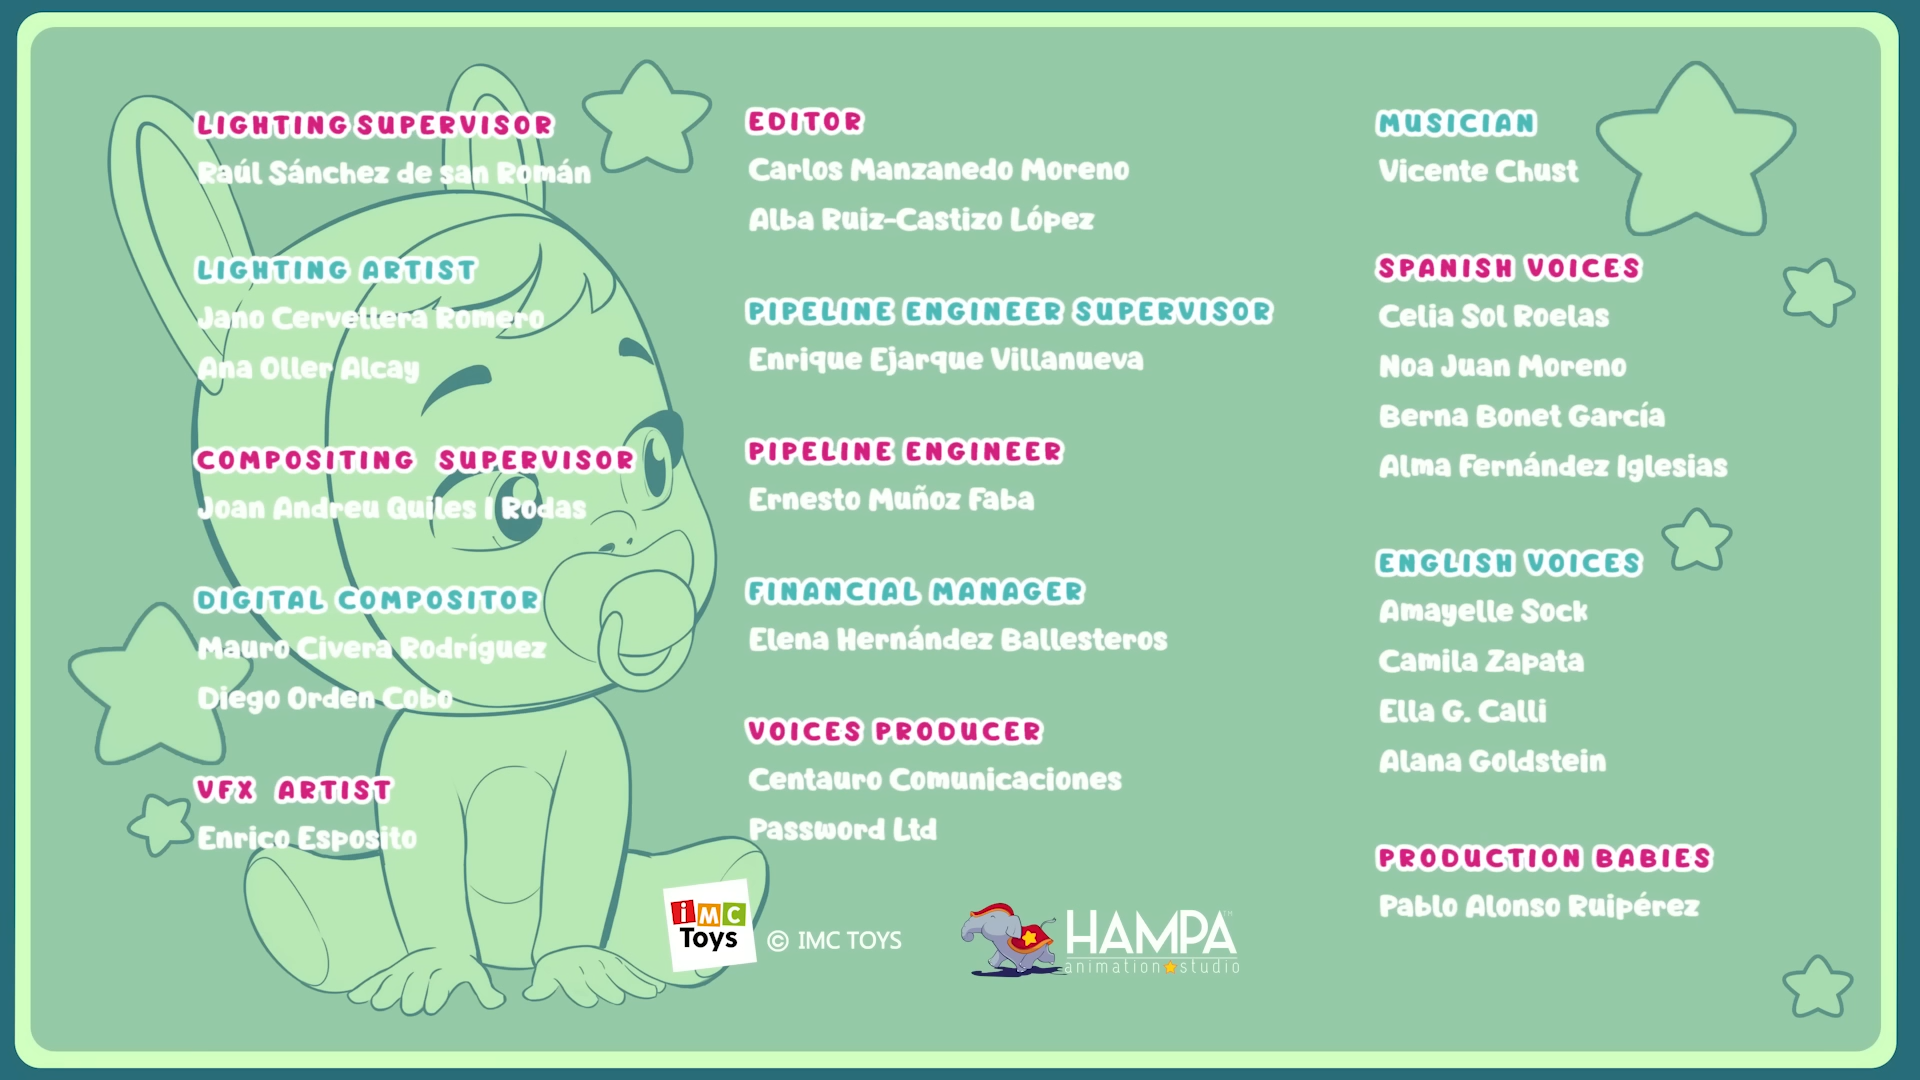 LIGHTING SUPERVISOR
Raúl Sánchez de san Román
LIGHTING ARTIST
Jano Cervellera Romero
Ana Oller Alcay
COMPOSITING SUPERVISOR
Joan Andreu Quiles I Rodas
DIGITAL COMPOSITOR
Mauro Civera Rodríguez
Diego Orden Cobo
VFX ARTIST
Enrico Esposito
EDITOR
Carlos Manzanedo Moreno
Alba Ruiz-Castizo López
PIPELINE ENGINEER SUPERVISOR
Enrique Ejarque Villanueva
PIPELINE ENGINEER
Ernesto Muñoz Faba
FINANCIAL MANAGER
Elena Hernández Ballesteros
VOICES PRODUCER
Centauro Comunicaciones
Password Ltd
MUSICIAN
Vicente Chust
SPANISH VOICES
Celia Sol Roelas
Noa Juan Moreno
Berna Bonet García
Alma Fernández Iglesias
ENGLISH VOICES
Amayelle Sock
Camila Zapata
Ella G. Calli
Alana Goldstein
PRODUCTION BABIES
Pablo Alonso Ruipérez
iMC
Toys
© IMC TOYS
HAMPA™
animation studio